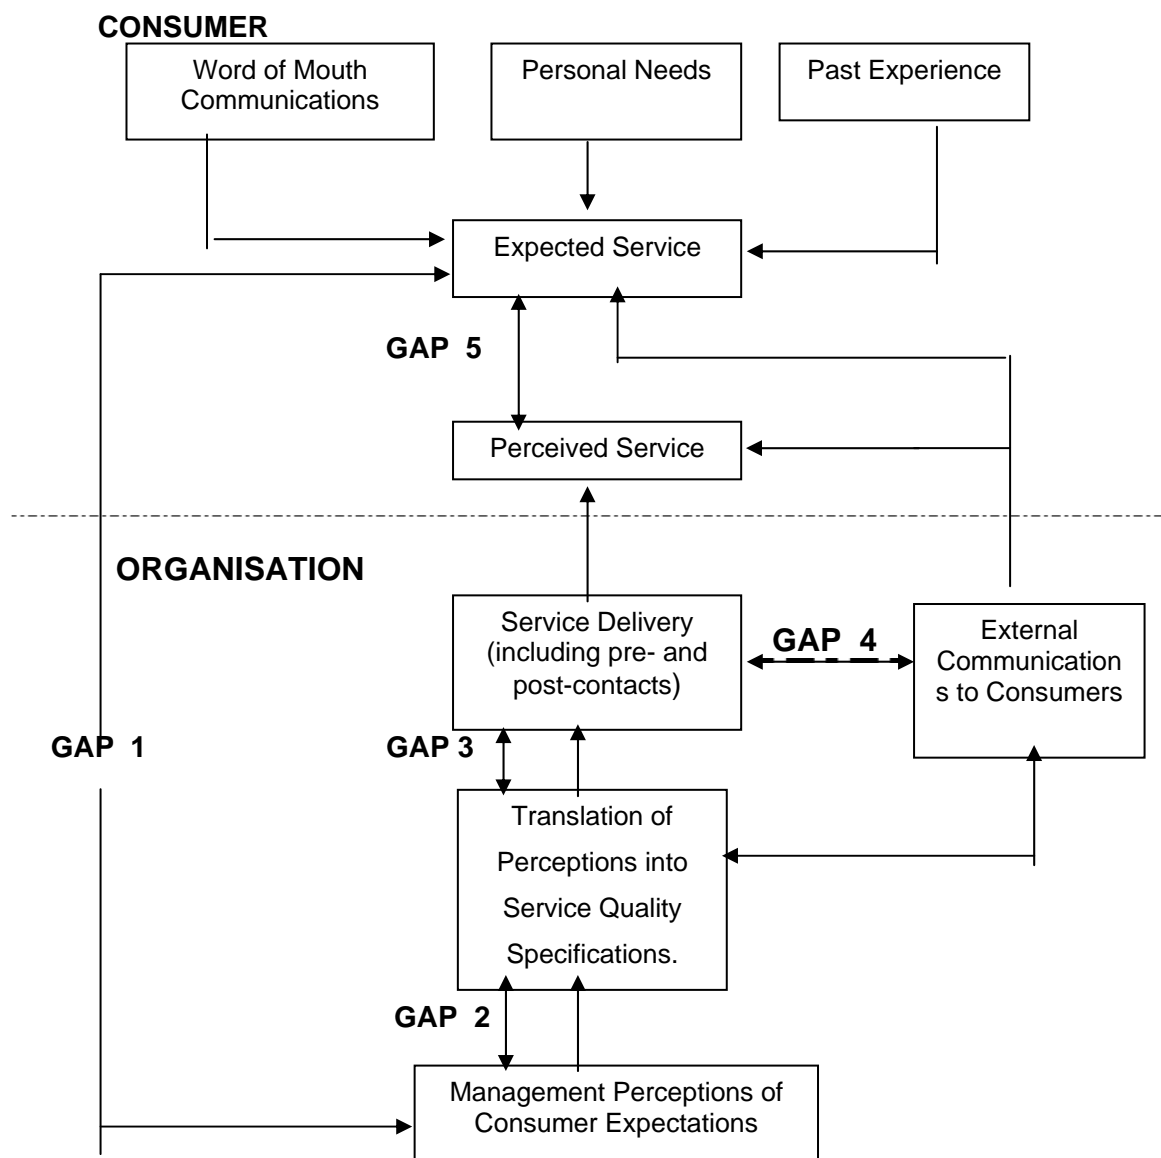 CONSUMER
Word of Mouth
Communications
Personal Needs
Past Experience
Expected Service
GAP 5
Perceived Service
ORGANISATION
Service Delivery
(including pre- and
post-contacts)
GAP 4
External
Communication
s to Consumers
GAP 1
GAP 3
Translation of
Perceptions into
Service Quality
Specifications.
GAP 2
Management Perceptions of
Consumer Expectations